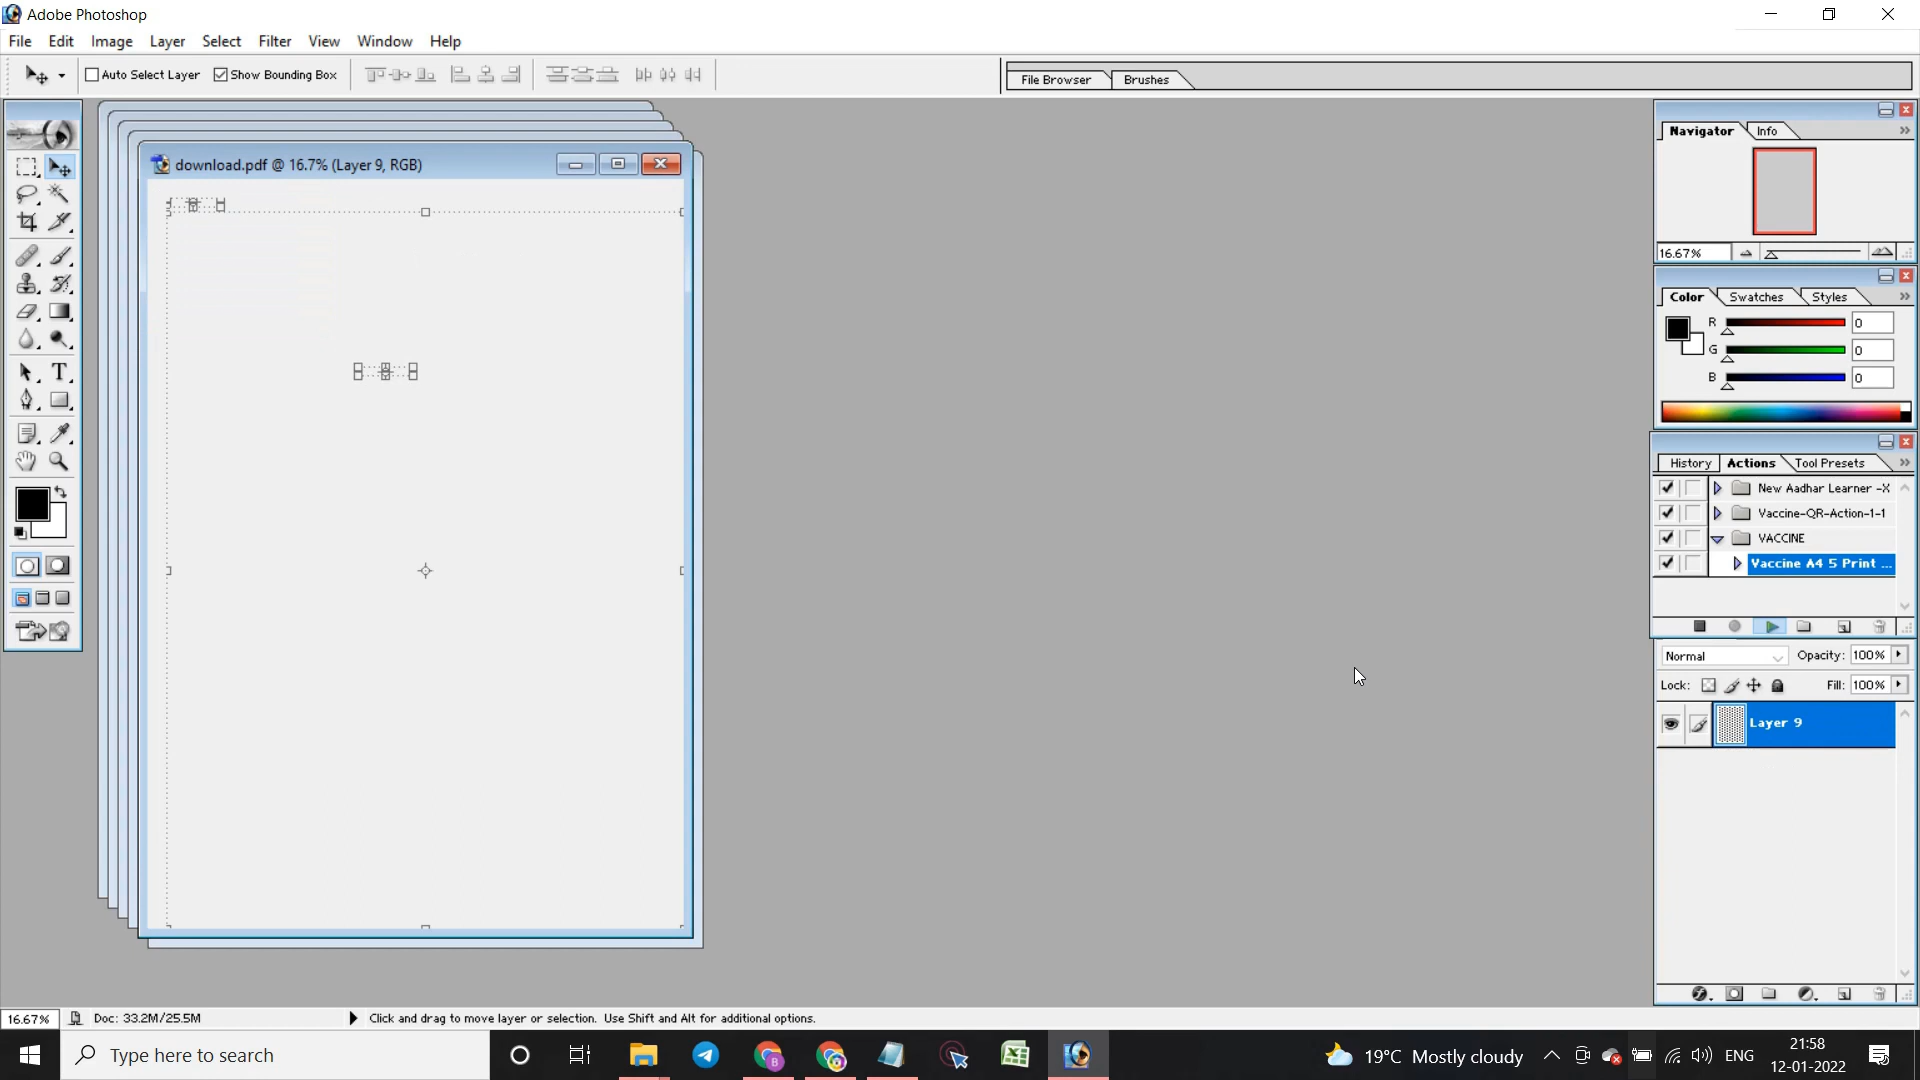 Adobe Photoshop
File Edit Image Layer Select Filter View Window Help
Auto Select Layer Show Bounding Box
File Browser Brushes
download.pdf @ 16.7% (Layer 9, RGB)
Navigator Info
16.67%
Color Swatches Styles
R 0
G 0
B 0
T
History Actions Tool Presets
New Aadhar Learner -X
Vaccine-QR-Action-1-1
VACCINE
Vaccine A4 5 Print ...
Normal Opacity: 100%
Lock: Fill: 100%
Layer 9
16.67% Doc: 33.2M/25.5M Click and drag to move layer or selection. Use Shift and Alt for additional options.
Type here to search
B
19°C Mostly cloudy
ENG
21:58
12-01-2022